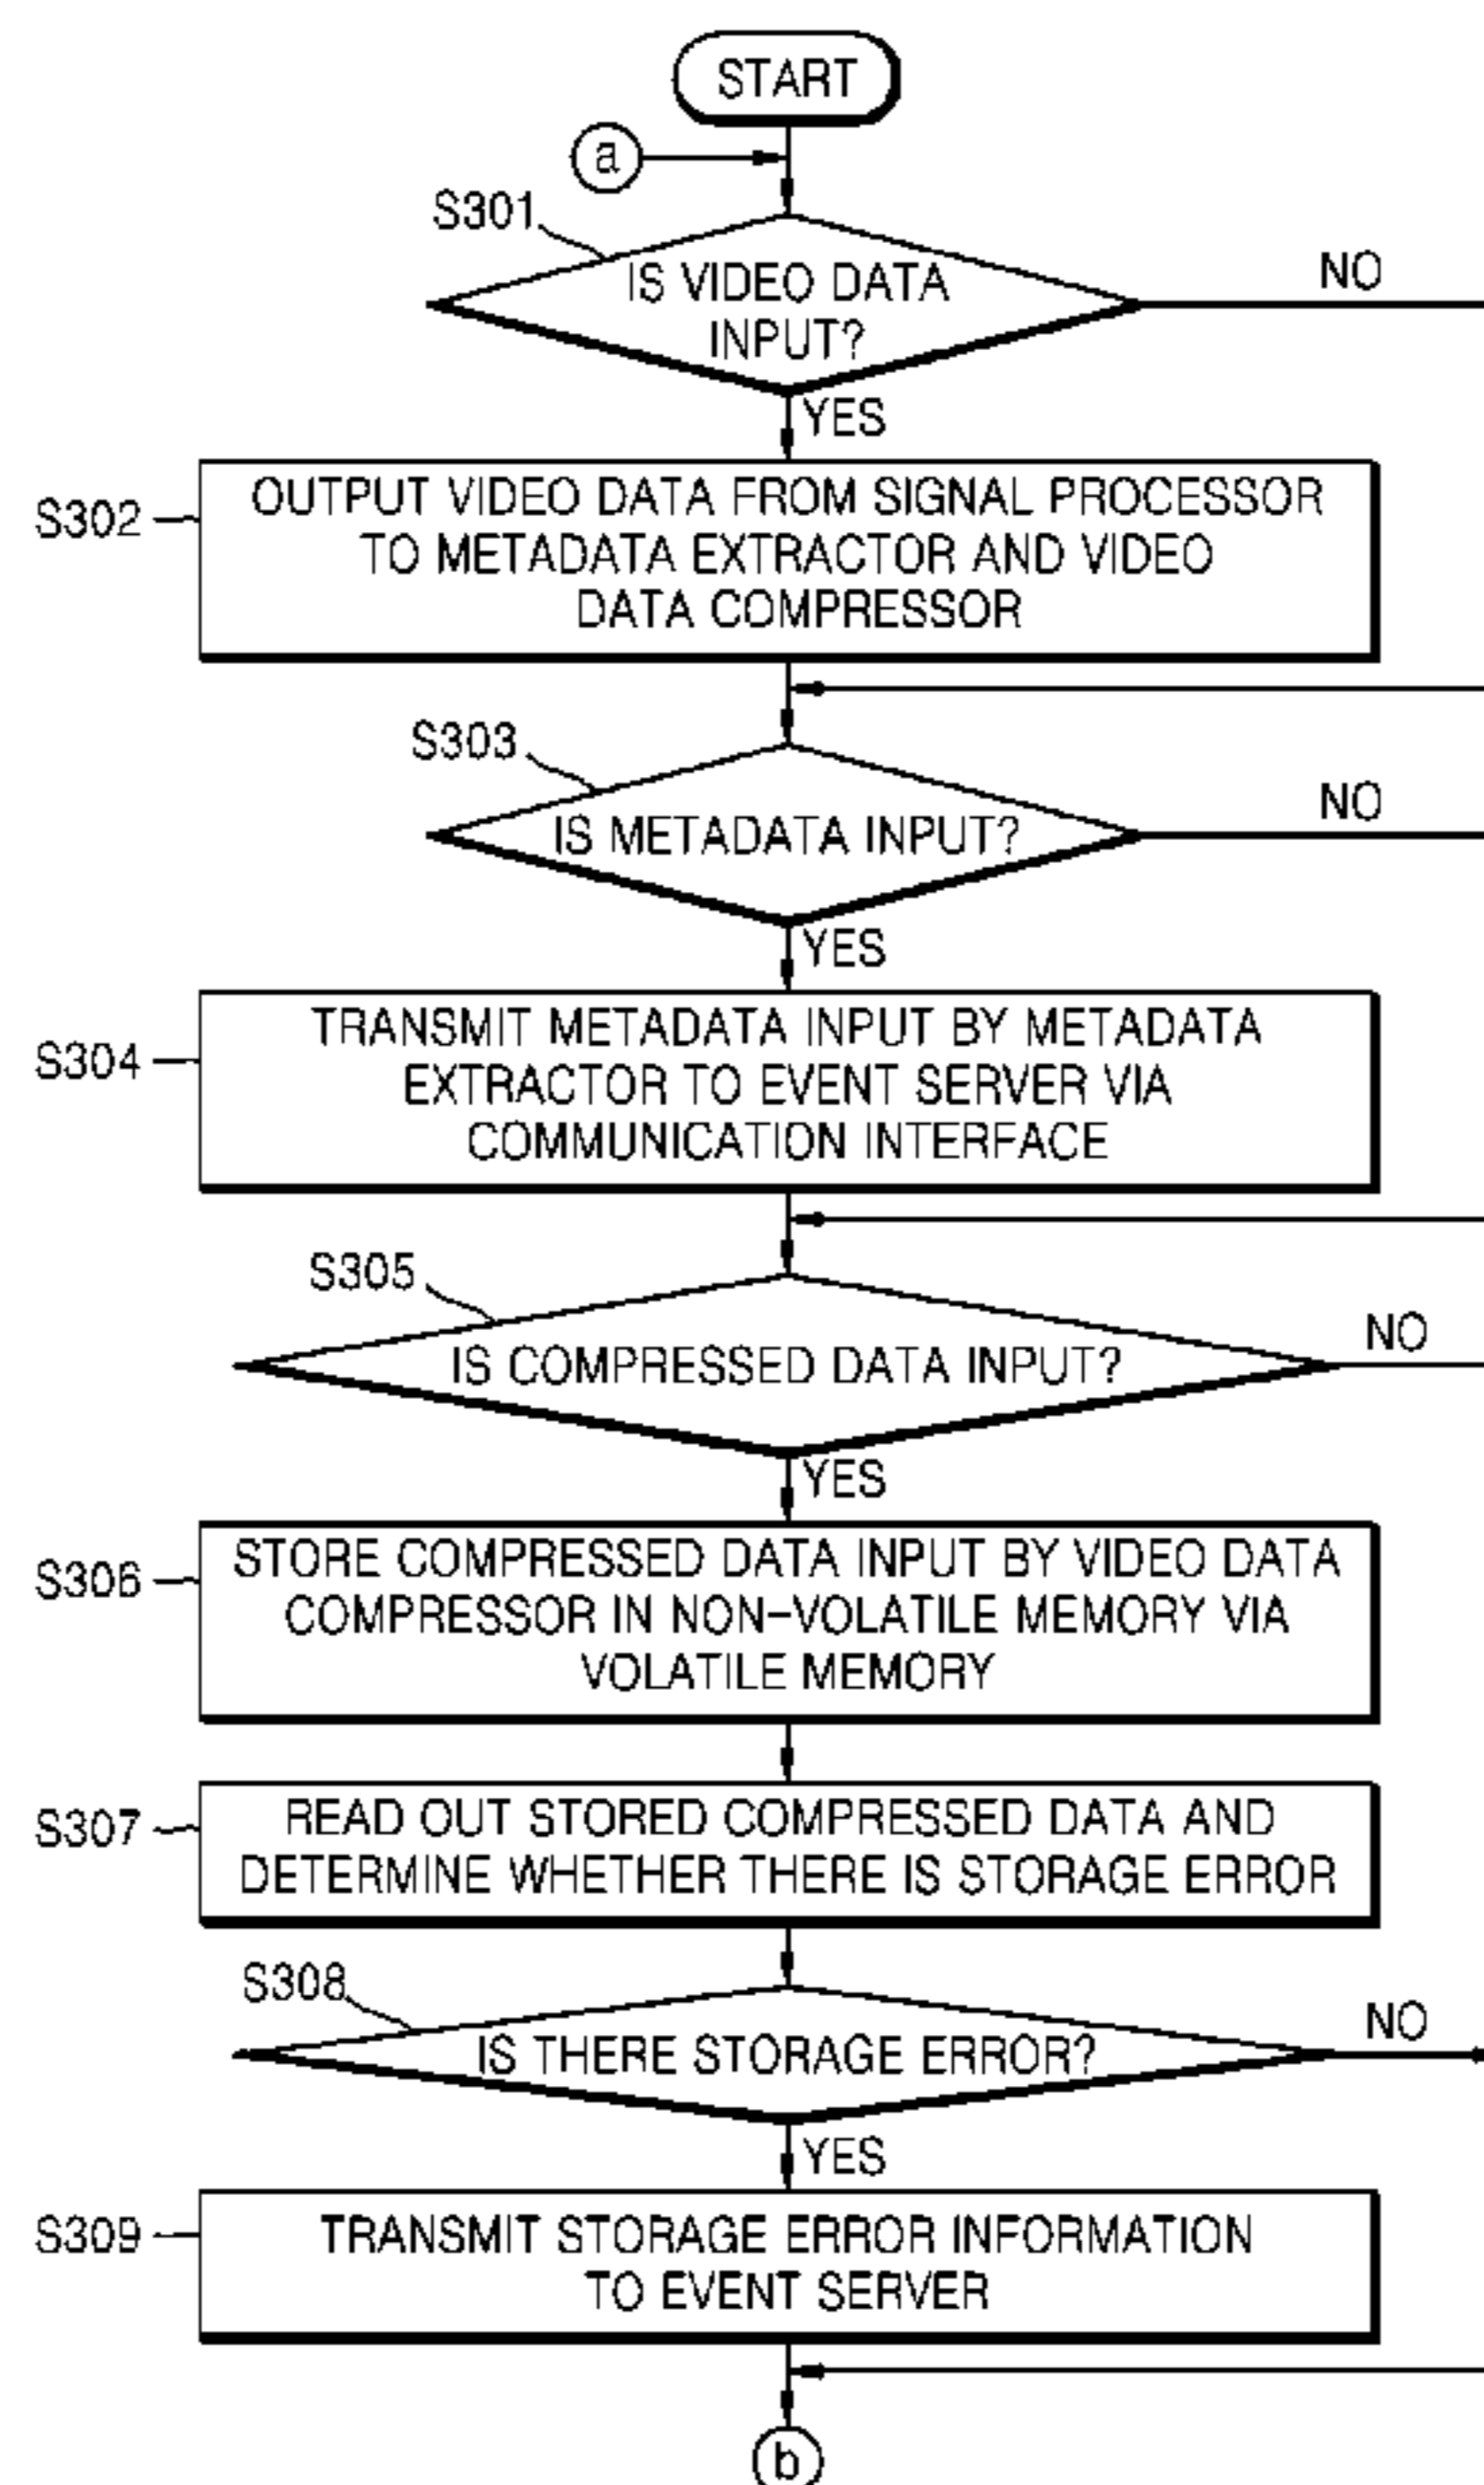 START
a
S301
IS VIDEO DATA
INPUT?
NO
YES
S302
OUTPUT VIDEO DATA FROM SIGNAL PROCESSOR
TO METADATA EXTRACTOR AND VIDEO
DATA COMPRESSOR
S303
IS METADATA INPUT?
NO
YES
S304
TRANSMIT METADATA INPUT BY METADATA
EXTRACTOR TO EVENT SERVER VIA
COMMUNICATION INTERFACE
S305
IS COMPRESSED DATA INPUT?
NO
YES
S306
STORE COMPRESSED DATA INPUT BY VIDEO DATA
COMPRESSOR IN NON-VOLATILE MEMORY VIA
VOLATILE MEMORY
S307
READ OUT STORED COMPRESSED DATA AND
DETERMINE WHETHER THERE IS STORAGE ERROR
S308
IS THERE STORAGE ERROR?
NO
YES
S309
TRANSMIT STORAGE ERROR INFORMATION
TO EVENT SERVER
b